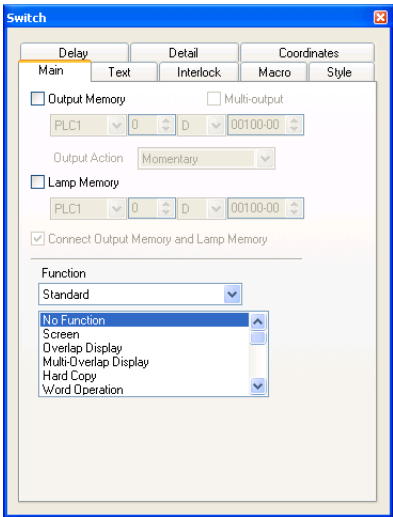 Switch
Delay Detail Coordinates
Main Text Interlock Macro Style
Output Memory Multi-output
PLC1 0 D 00100-00
Output Action Momentary
Lamp Memory
PLC1 0 D 00100-00
Connect Output Memory and Lamp Memory
Function
Standard
No Function
Screen
Overlap Display
Multi-Overlap Display
Hard Copy
Word Operation